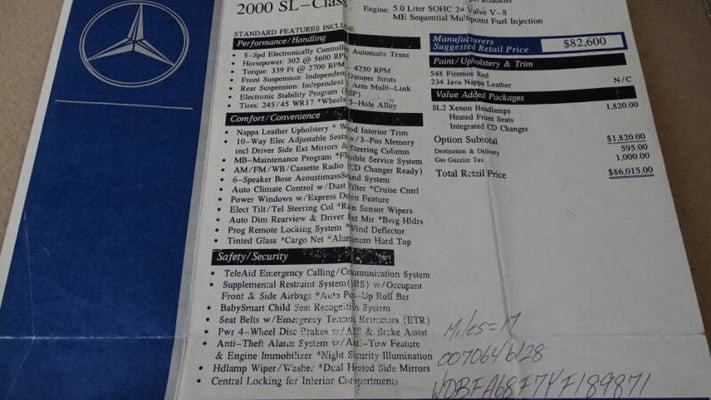 2000 SL-Clas
Engine: 5.0 Liter SOHC 24 Valve V-8
ME Sequential Multipoint Fuel Injection
STANDARD FEATURES INCLU
Performance/Handling
• 5-Spd Electronically Controlled Automatic Trans
• Horsepower: 302 @ 5600 RPM
• Torque: 339 Ft @ 2700 RPM - 4250 RPM
• Front Suspension: Independent Damper Struts
• Rear Suspension: Independent Arm Multi-Link
• Electronic Stability Program (ESP)
• Tires: 245/45 WR17 *Wheels 5-Hole Alloy
Comfort/Convenience
• Nappa Leather Upholstery * Wood Interior Trim
• 10-Way Elec Adjustable Seats w/3-Pos Memory
incl Driver Side Ext Mirrors & Steering Column
• MB-Maintenance Program *Flexible Service System
• AM/FM/WB/Cassette Radio (CD Changer Ready)
• 6-Speaker Bose Acoustimass Sound System
• Auto Climate Control w/Dust Filter *Cruise Cntrl
• Power Windows w/Express Down Feature
• Elect Tilt/Tel Steering Col *Rain Sensor Wipers
• Auto Dim Rearview & Driver Ext Mir *Bvrg Hldrs
• Prog Remote Locking System *Wind Deflector
• Tinted Glass *Cargo Net *Aluminum Hard Top
Safety/Security
• TeleAid Emergency Calling/Communication System
• Supplemental Restraint System (SRS) w/Occupant
Front & Side Airbags *Auto Pop-Up Roll Bar
• BabySmart Child Seat Recognition System
• Seat Belts w/Emergency Tension Retractors (ETR)
• Pwr 4-Wheel Disc Brakes w/ABS & Brake Assist
• Anti-Theft Alarm System w/Anti-Tow Feature
& Engine Immobilizer *Night Security Illumination
• Hdlamp Wiper/Washer *Dual Heated Side Mirrors
• Central Locking for Interior Compartments
Manufacturers
Suggested Retail Price $82,600
Paint/Upholstery & Trim
548 Firemist Red
234 Java Nappa Leather N/C
Value Added Packages
SL2 Xenon Headlamps 1,820.00
Heated Front Seats
Integrated CD Changer
Option Subtotal $1,820.00
Destination & Delivery 595.00
Gas Guzzler Tax 1,000.00
Total Retail Price $86,015.00
Miles = 17
0070646128
WDBFA68F7YF189871